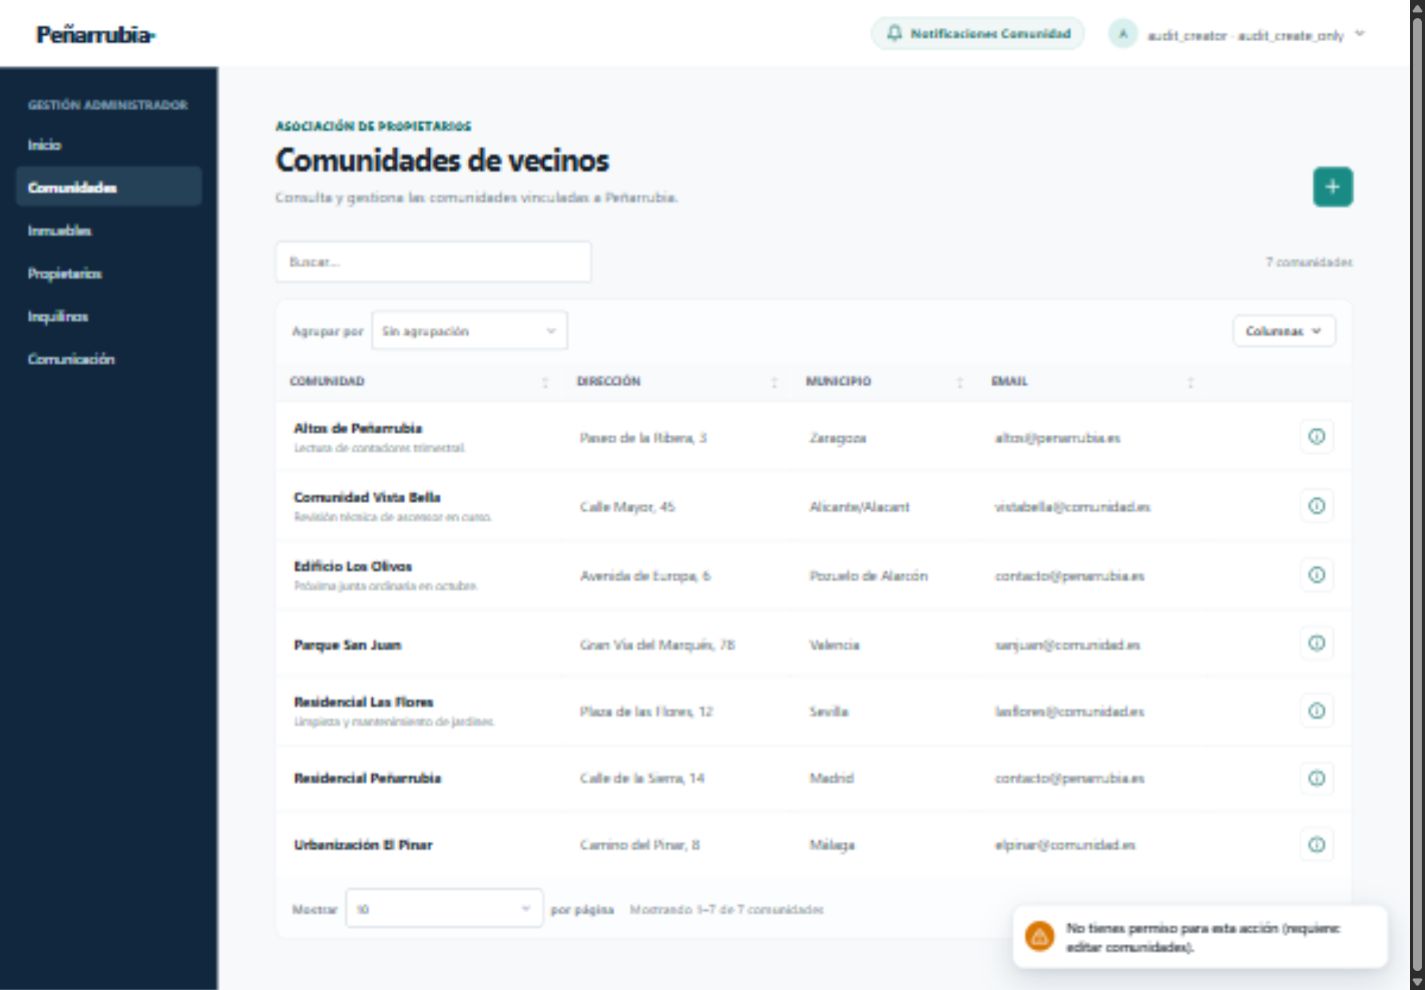 Peñarrubia
Notificaciones Comunidad
A
audit_creator · audit_create_only
GESTIÓN ADMINISTRADOR
Inicio
Comunidades
Inmuebles
Propietarios
Inquilinos
Comunicación
ASOCIACIÓN DE PROPIETARIOS
Comunidades de vecinos
Consulta y gestiona las comunidades vinculadas a Peñarrubia.
+
Buscar...
7 comunidades
Agrupar por
Sin agrupación
Columnas
COMUNIDAD DIRECCIÓN MUNICIPIO EMAIL
Altos de Peñarrubia
Lectura de contadores trimestral.
Paseo de la Ribera, 3
Zaragoza
altos@penarrubia.es
Comunidad Vista Bella
Revisión técnica de ascensor en curso.
Calle Mayor, 45
Alicante/Alacant
vistabella@comunidad.es
Edificio Los Olivos
Próxima junta ordinaria en octubre.
Avenida de Europa, 6
Pozuelo de Alarcón
contacto@penarrubia.es
Parque San Juan
Gran Vía del Marqués, 78
Valencia
sanjuan@comunidad.es
Residencial Las Flores
Limpieza y mantenimiento de jardines.
Plaza de las Flores, 12
Sevilla
lasflores@comunidad.es
Residencial Peñarrubia
Calle de la Sierra, 14
Madrid
contacto@penarrubia.es
Urbanización El Pinar
Camino del Pinar, 8
Málaga
elpinar@comunidad.es
Mostrar
10
por página
Mostrando 1–7 de 7 comunidades
No tienes permiso para esta acción (requiere:
editar comunidades).